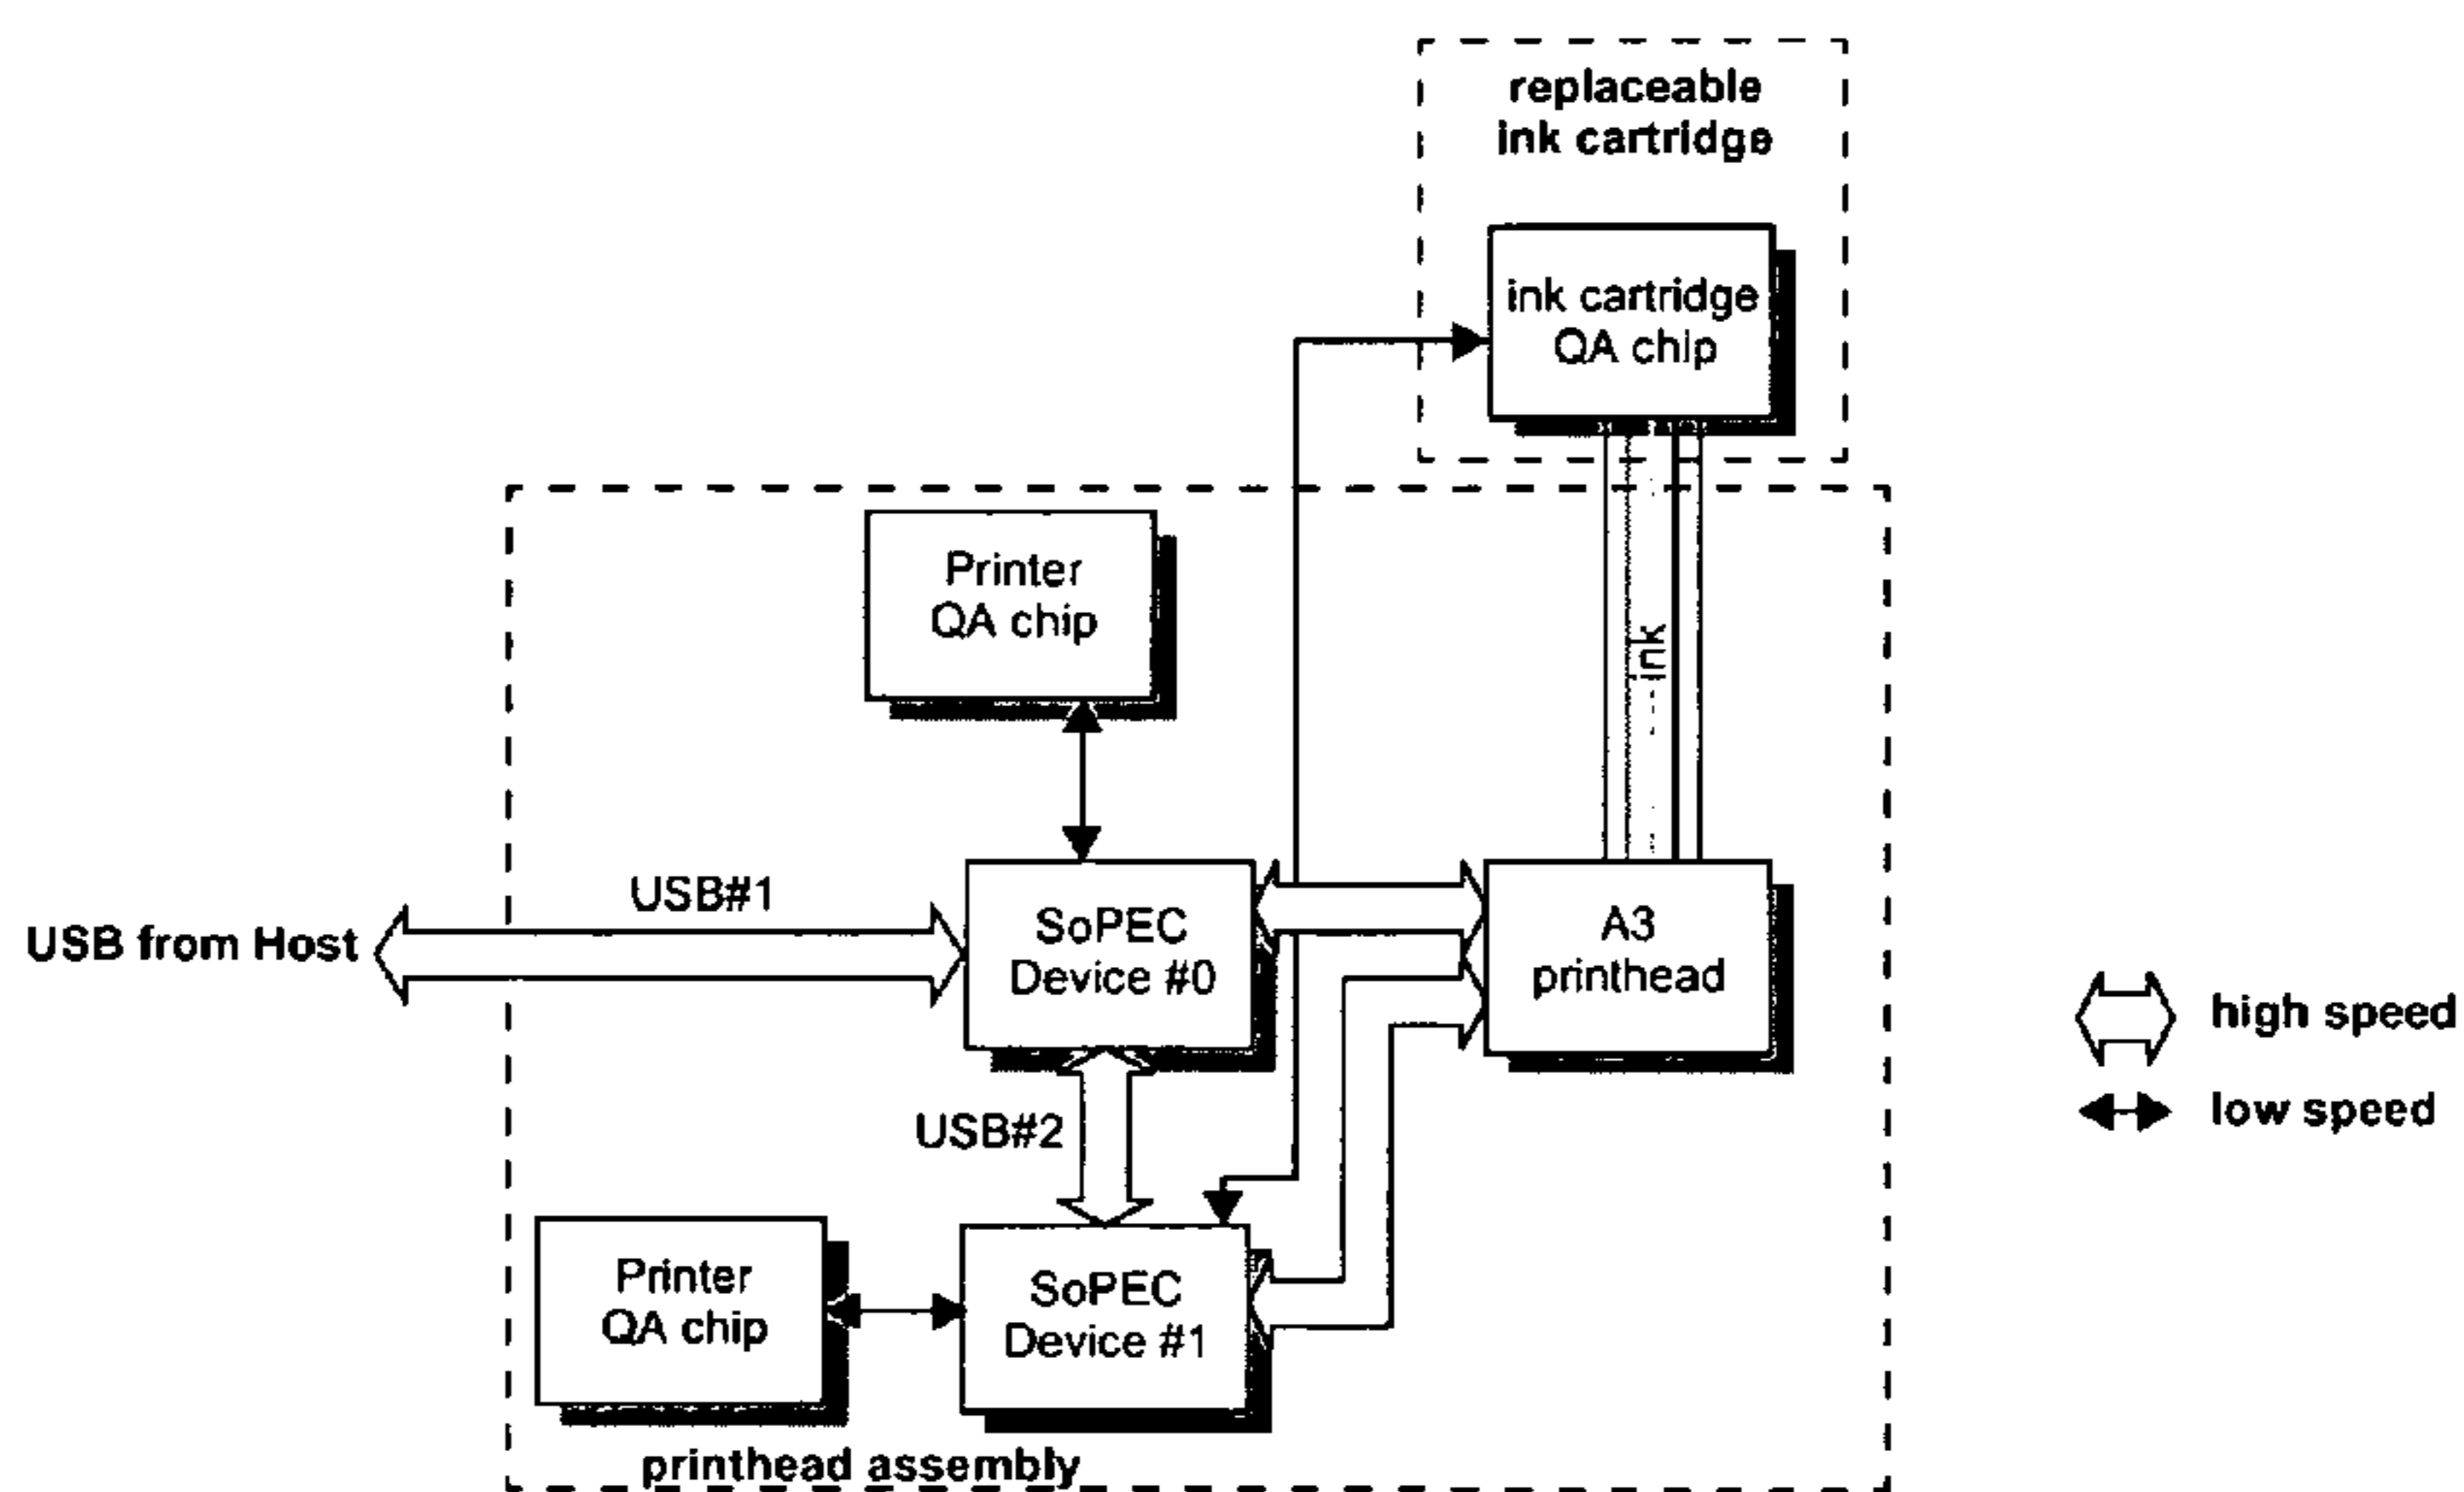 replaceable
ink cartridge
ink cartridge
QA chip
Printer
QA chip
ink
USB#1
USB from Host
SoPEC
Device #0
A3
printhead
high speed
low speed
USB#2
Printer
QA chip
SoPEC
Device #1
printhead assembly